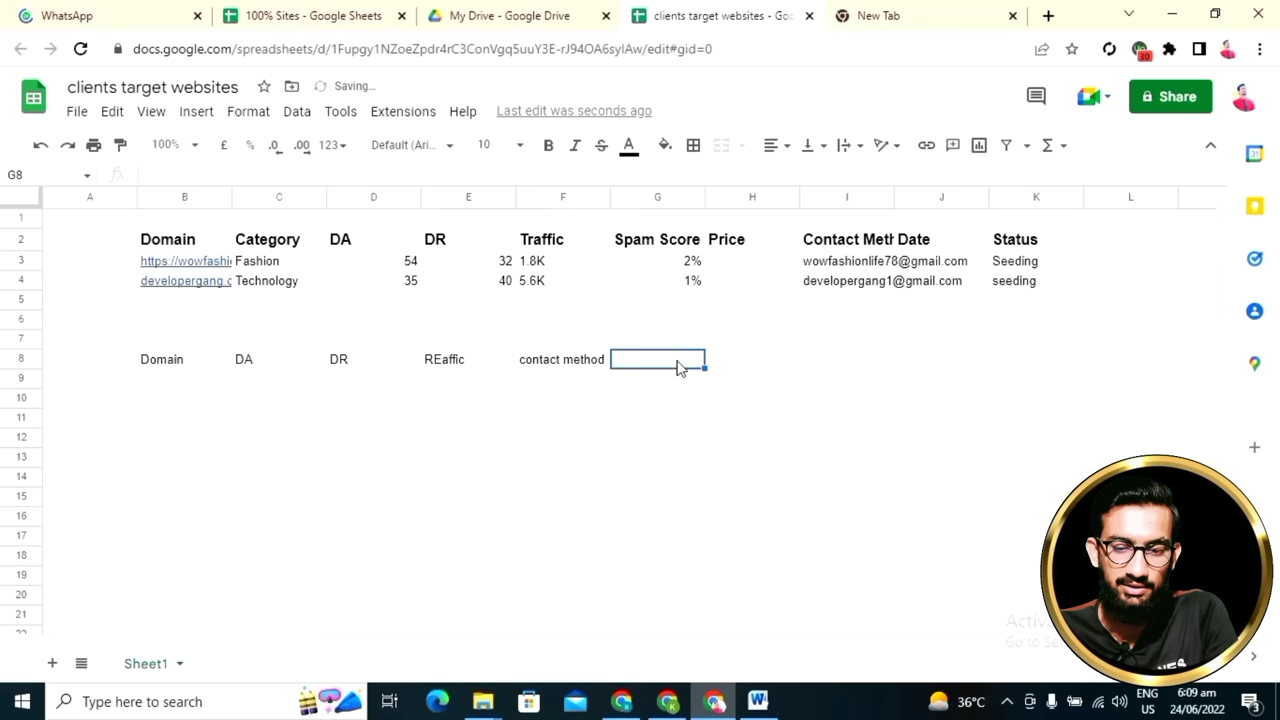 WhatsApp
100% Sites - Google Sheets
My Drive - Google Drive
clients target websites - Goo
New Tab
docs.google.com/spreadsheets/d/1Fupgy1NZoeZpdr4rC3ConVgq5uuY3E-rJ94OA6sylAw/edit#gid=0
30
clients target websites
Saving...
File Edit View Insert Format Data Tools Extensions Help Last edit was seconds ago
Share
100% £ % .0 .00 123 Default (Ari... 10 B I S A Σ
G8 fx
A B C D E F G H I J K L
1
2 Domain Category DA DR Traffic Spam Score Price Contact Meth Date Status
3 https://wowfashi Fashion 54 32 1.8K 2% wowfashionlife78@gmail.com Seeding
4 developergang.c Technology 35 40 5.6K 1% developergang1@gmail.com seeding
5
6
7
8 Domain DA DR REaffic contact method
9
10
11
12
13
14
15
16
17
18
19
20
21
22
Sheet1
Type here to search
36°C
ENG
US
6:09 am
24/06/2022
3